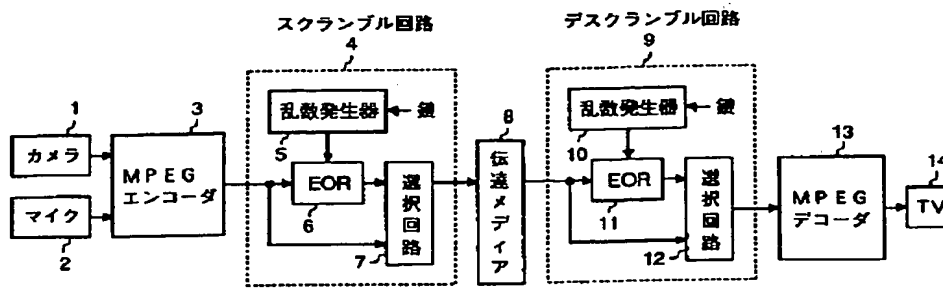 スクランブル回路
4
デスクランブル回路
9
1
カメラ
マイク
2
3
MPEG
エンコーダ
乱数発生器
鍵
5
EOR
6
選択回路
7
8
伝達メディア
乱数発生器
鍵
10
EOR
11
選択回路
12
13
MPEG
デコーダ
14
TV